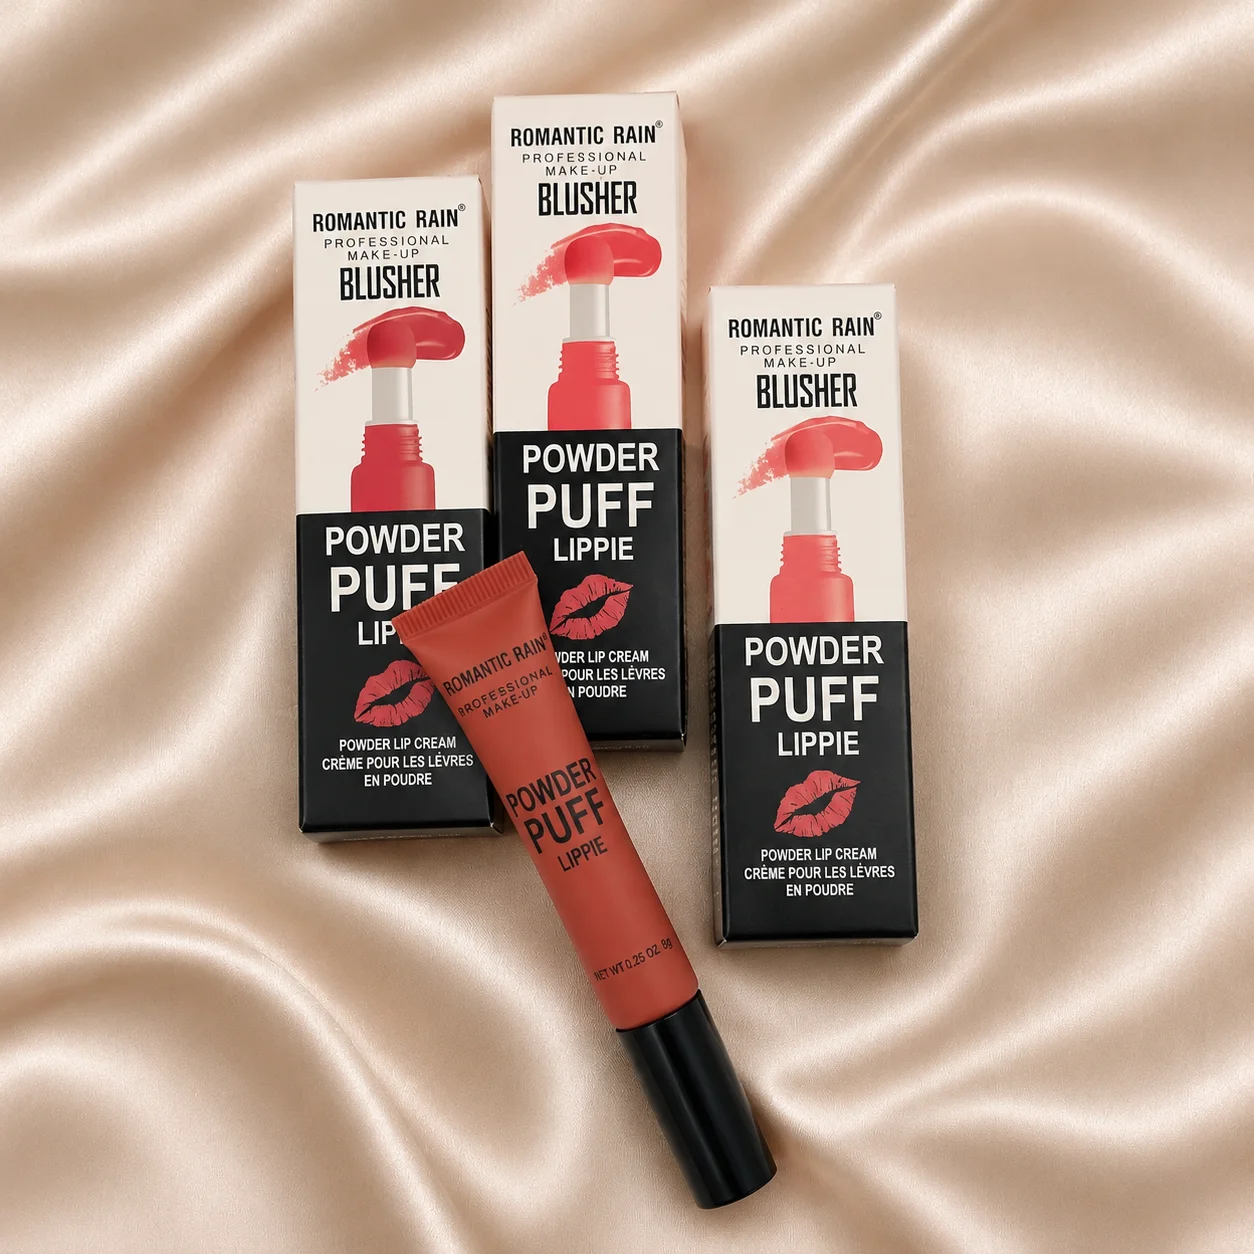 ROMANTIC RAIN®
PROFESSIONAL
MAKE-UP
BLUSHER
POWDER
PUFF
LIPPIE
POWDER LIP CREAM
CRÈME POUR LES LÈVRES
EN POUDRE
ROMANTIC RAIN®
PROFESSIONAL
MAKE-UP
BLUSHER
POWDER
PUFF
LIPPIE
LIP CREAM
POUR LES LÈVRES
POUDRE
ROMANTIC RAIN®
PROFESSIONAL
MAKE-UP
BLUSHER
POWDER
PUFF
LIPPIE
POWDER LIP CREAM
CRÈME POUR LES LÈVRES
EN POUDRE
ROMANTIC RAIN®
PROFESSIONAL
MAKE-UP
POWDER
PUFF
LIPPIE
NET WT 0.25 OZ 8g